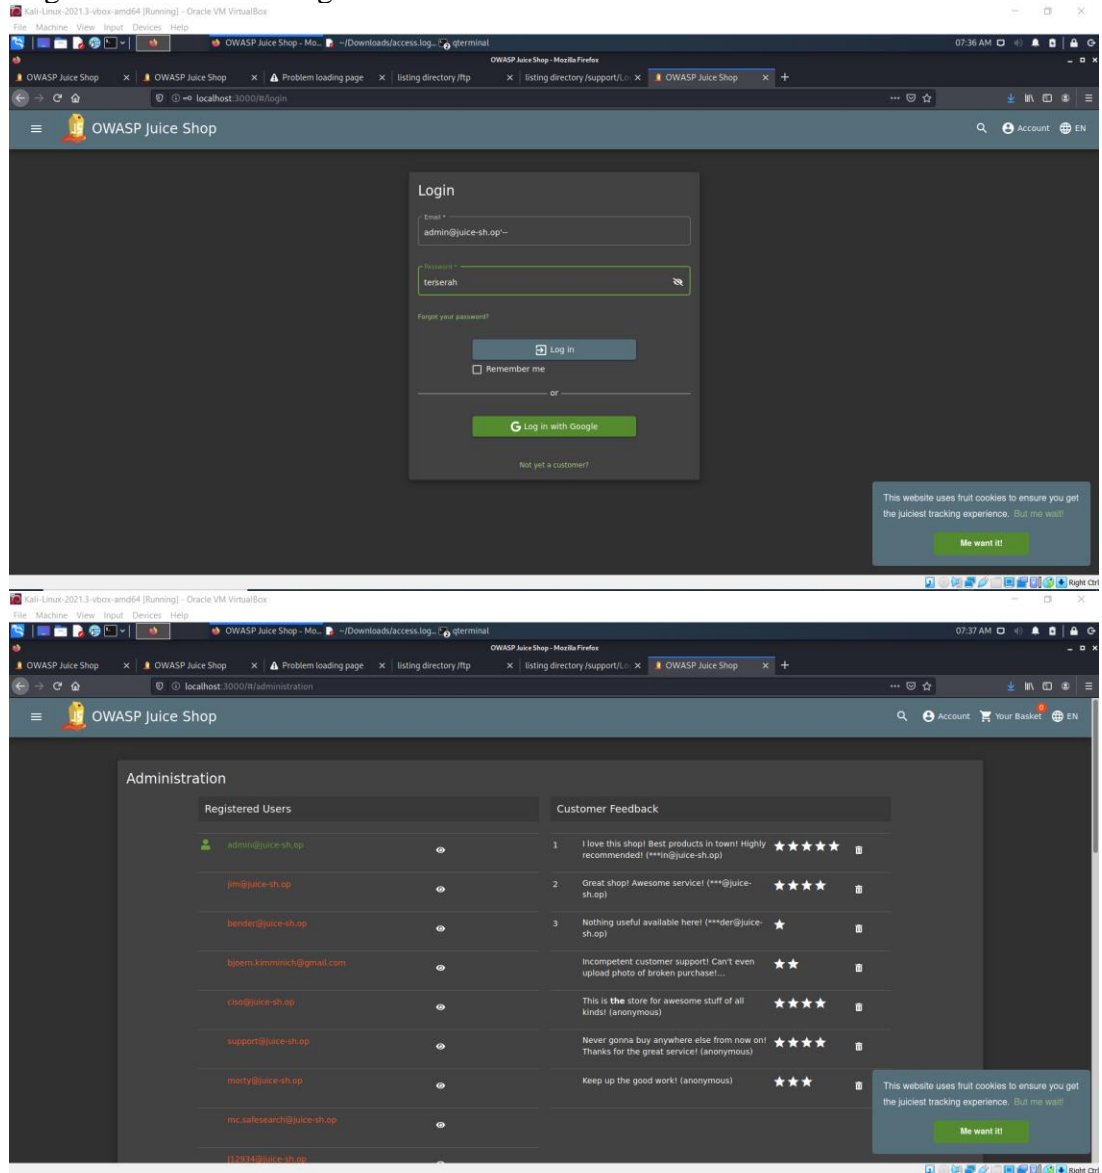 Kali-Linux-2021.3-vbox-amd64 [Running] - Oracle VM VirtualBox
File Machine View Input Devices Help
OWASP Juice Shop - Mo... ~/Downloads/access.log... qterminal 07:36 AM
OWASP Juice Shop - Mozilla Firefox
OWASP Juice Shop OWASP Juice Shop Problem loading page listing directory /ftp listing directory /support/Lo OWASP Juice Shop
localhost:3000/#/login
OWASP Juice Shop Account EN
Login
Email *
admin@juice-sh.op'--
Password *
terserah
Forgot your password?
Log in
Remember me
or
G Log in with Google
Not yet a customer?
This website uses fruit cookies to ensure you get
the juiciest tracking experience. But me wait!
Me want it!
Right Ctrl
Kali-Linux-2021.3-vbox-amd64 [Running] - Oracle VM VirtualBox
File Machine View Input Devices Help
OWASP Juice Shop - Mo... ~/Downloads/access.log... qterminal 07:37 AM
OWASP Juice Shop - Mozilla Firefox
OWASP Juice Shop OWASP Juice Shop Problem loading page listing directory /ftp listing directory /support/Lo OWASP Juice Shop
localhost:3000/#/administration
OWASP Juice Shop Account Your Basket 0 EN
Administration
Registered Users Customer Feedback
admin@juice-sh.op 1 I love this shop! Best products in town! Highly
recommended! (***in@juice-sh.op)
jim@juice-sh.op 2 Great shop! Awesome service! (***@juice-
sh.op)
bender@juice-sh.op 3 Nothing useful available here! (***der@juice-
sh.op)
bjoern.kimminich@gmail.com Incompetent customer support! Can't even
upload photo of broken purchase!...
ciso@juice-sh.op This is the store for awesome stuff of all
kinds! (anonymous)
support@juice-sh.op Never gonna buy anywhere else from now on!
Thanks for the great service! (anonymous)
morty@juice-sh.op Keep up the good work! (anonymous)
mc.safesearch@juice-sh.op
J12934@juice-sh.op
This website uses fruit cookies to ensure you get
the juiciest tracking experience. But me wait!
Me want it!
Right Ctrl